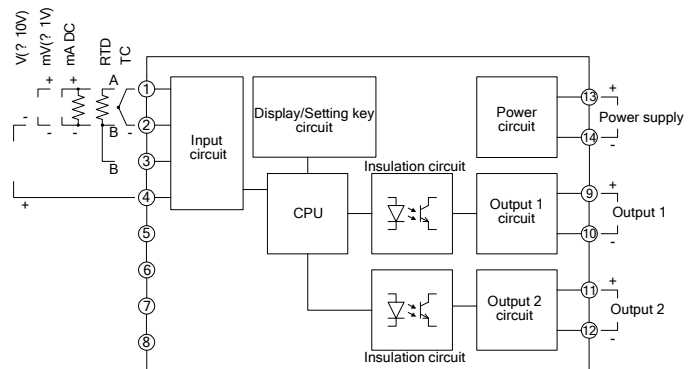 V(? 10V)
mV(? 1V)
mA DC
RTD
TC
+ + A
- - - B -
B
+
1
2
3
4
5
6
7
8
Input
circuit
Display/Setting key
circuit
CPU
Insulation circuit
Insulation circuit
Power
circuit
Output 1
circuit
Output 2
circuit
13 +
Power supply
14 -
9 +
Output 1
10 -
11 +
Output 2
12 -